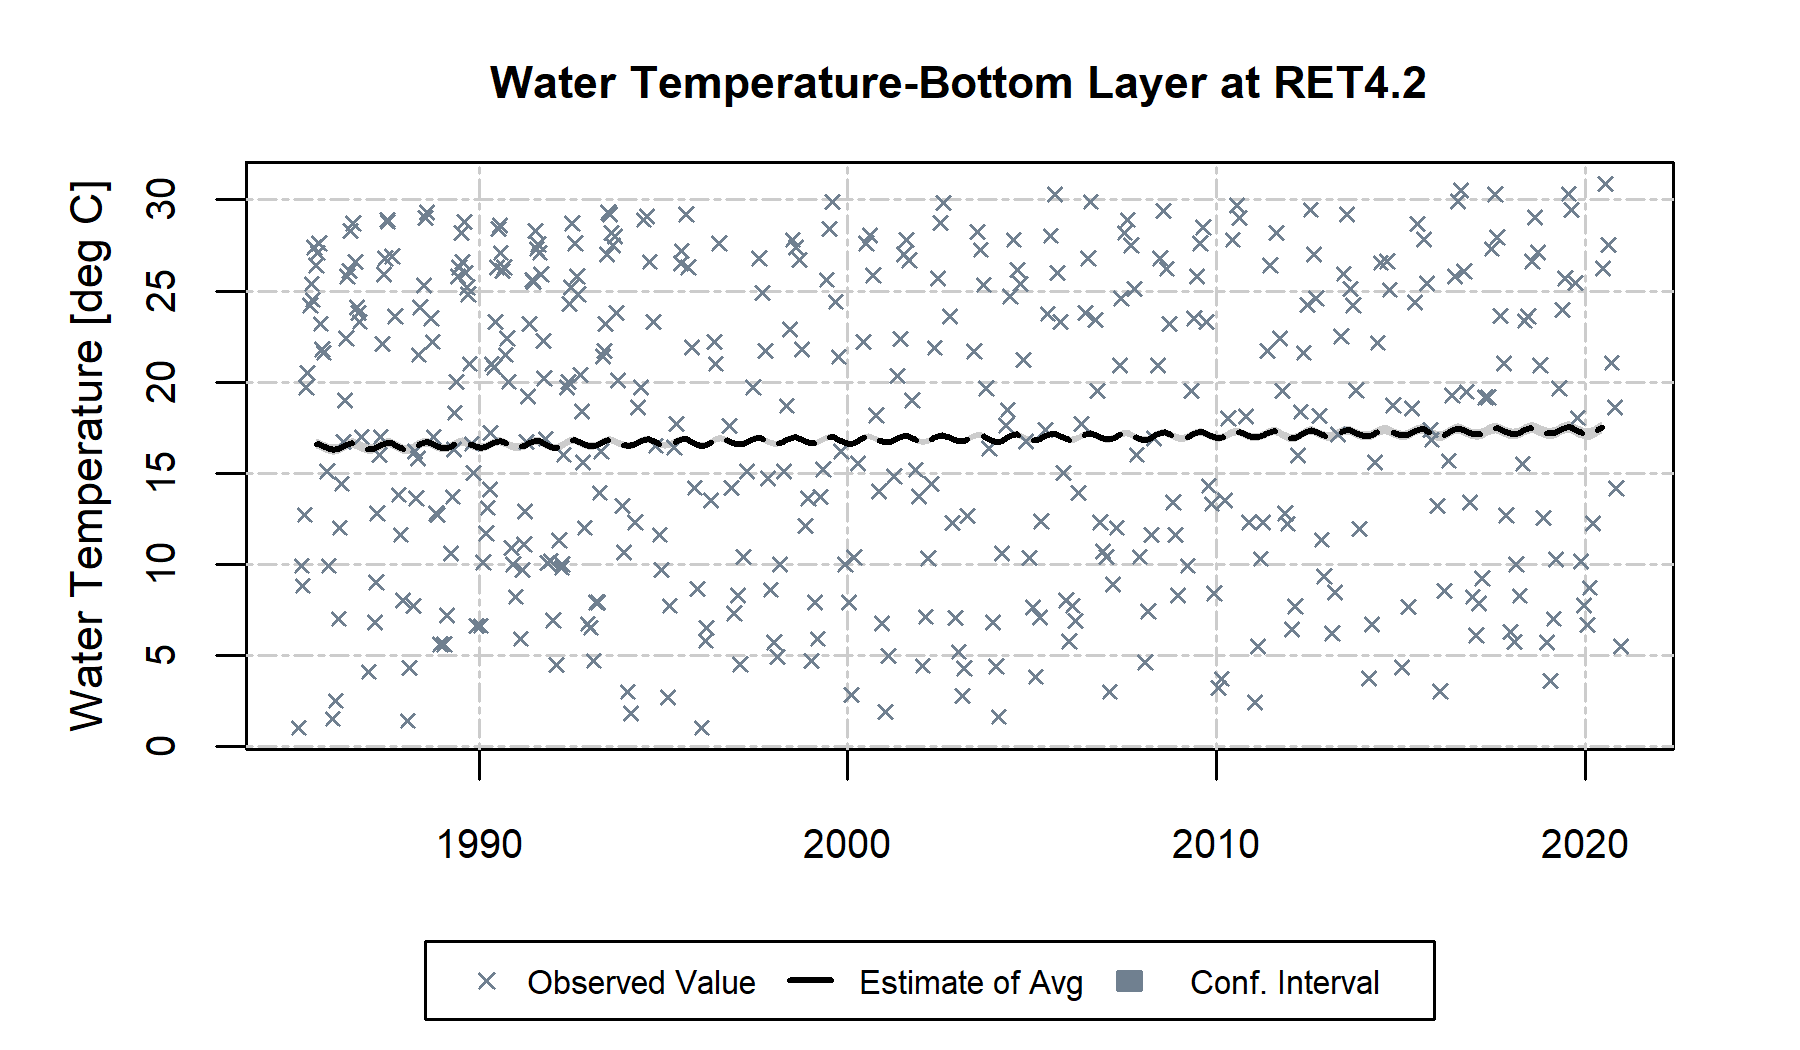 Water Temperature-Bottom Layer at RET4.2
Water Temperature [deg C]
30
25
20
15
10
5
0
1990 2000 2010 2020
Observed Value Estimate of Avg Conf. Interval